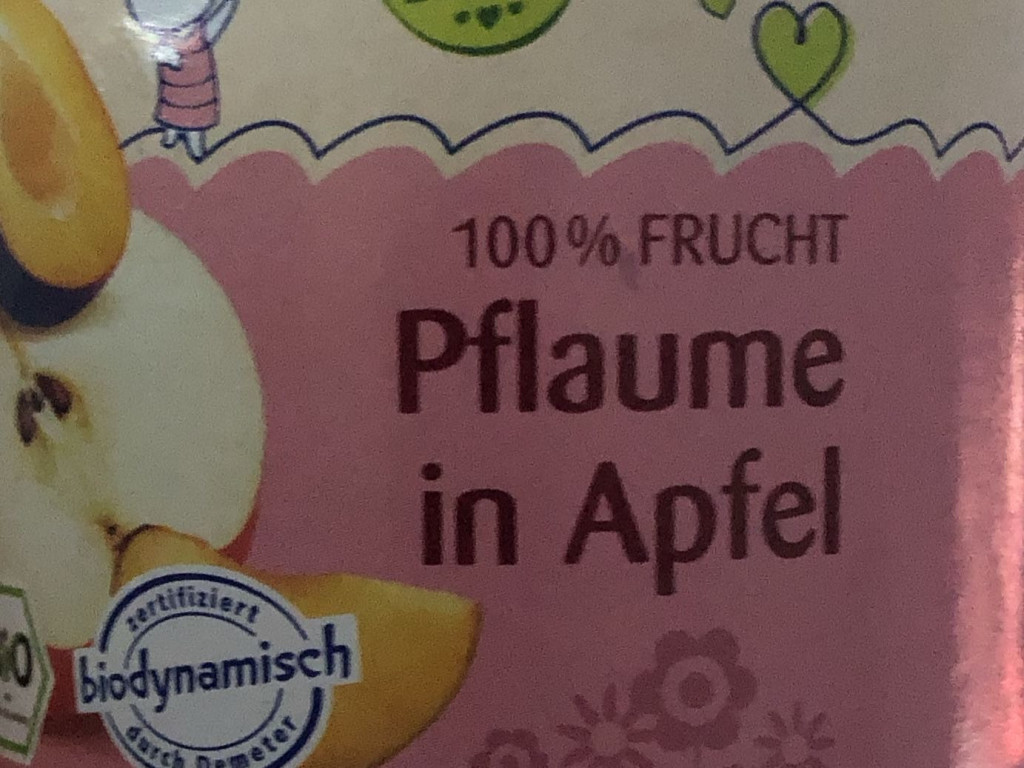 100% FRUCHT
Pflaume
in Apfel
zertifiziert
biodynamisch
durch Demeter